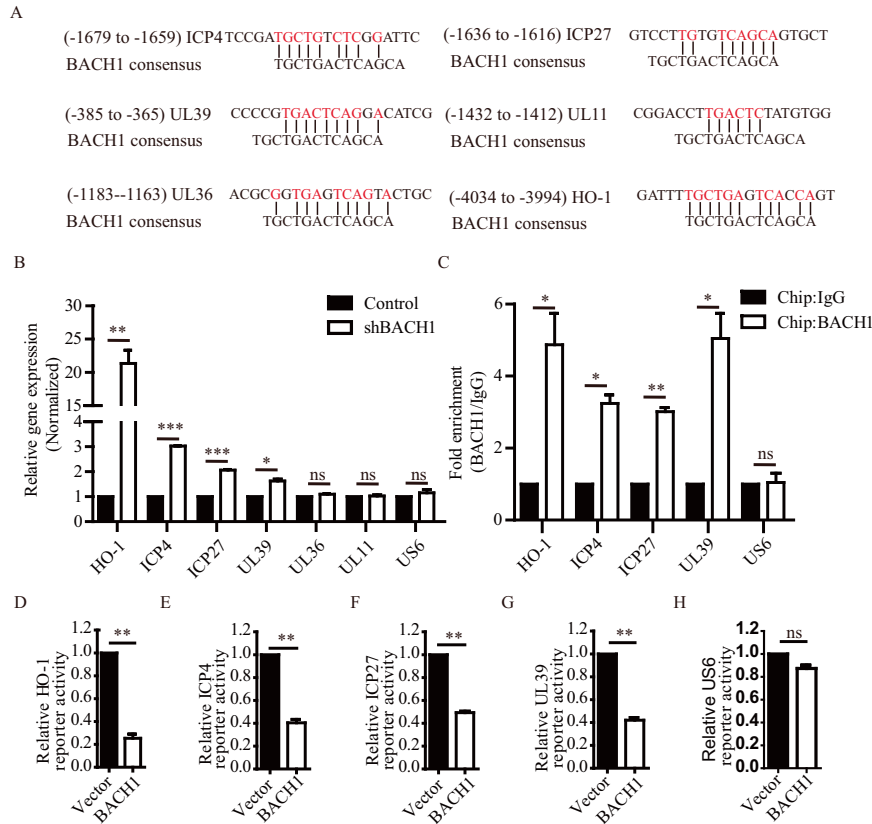 A
(-1679 to -1659) ICP4 TCCGATGCTGTCTCGGATTC
BACH1 consensus TGCTGACTCAGCA
(-1636 to -1616) ICP27 GTCCTTGTGTCAGCAGTGCT
BACH1 consensus TGCTGACTCAGCA
(-385 to -365) UL39 CCCCGTGACTCAGGACATCG
BACH1 consensus TGCTGACTCAGCA
(-1432 to -1412) UL11 CGGACCTTGACTCTATGTGG
BACH1 consensus TGCTGACTCAGCA
(-1183--1163) UL36 ACGCGGTGAGTCAGTACTGC
BACH1 consensus TGCTGACTCAGCA
(-4034 to -3994) HO-1 GATTTTGCTGAGTCACCAGT
BACH1 consensus TGCTGACTCAGCA
B
Relative gene expression
(Normalized)
30
25
20
15
4
3
2
1
0
Control
shBACH1
**
***
***
*
ns
ns
ns
HO-1
ICP4
ICP27
UL39
UL36
UL11
US6
C
Fold enrichment
(BACH1/IgG)
6
4
2
0
Chip:IgG
Chip:BACH1
*
*
**
*
ns
HO-1
ICP4
ICP27
UL39
US6
D
Relative HO-1
reporter activity
1.2
1.0
0.8
0.6
0.4
0.2
0.0
**
Vector
BACH1
E
Relative ICP4
reporter activity
1.2
1.0
0.8
0.6
0.4
0.2
0.0
**
Vector
BACH1
F
Relative ICP27
reporter activity
1.2
1.0
0.8
0.6
0.4
0.2
0.0
**
Vector
BACH1
G
Relative UL39
reporter activity
1.2
1.0
0.8
0.6
0.4
0.2
0.0
**
Vector
BACH1
H
Relative US6
reporter activity
1.2
1.0
0.8
0.6
0.4
0.2
0.0
ns
Vector
BACH1